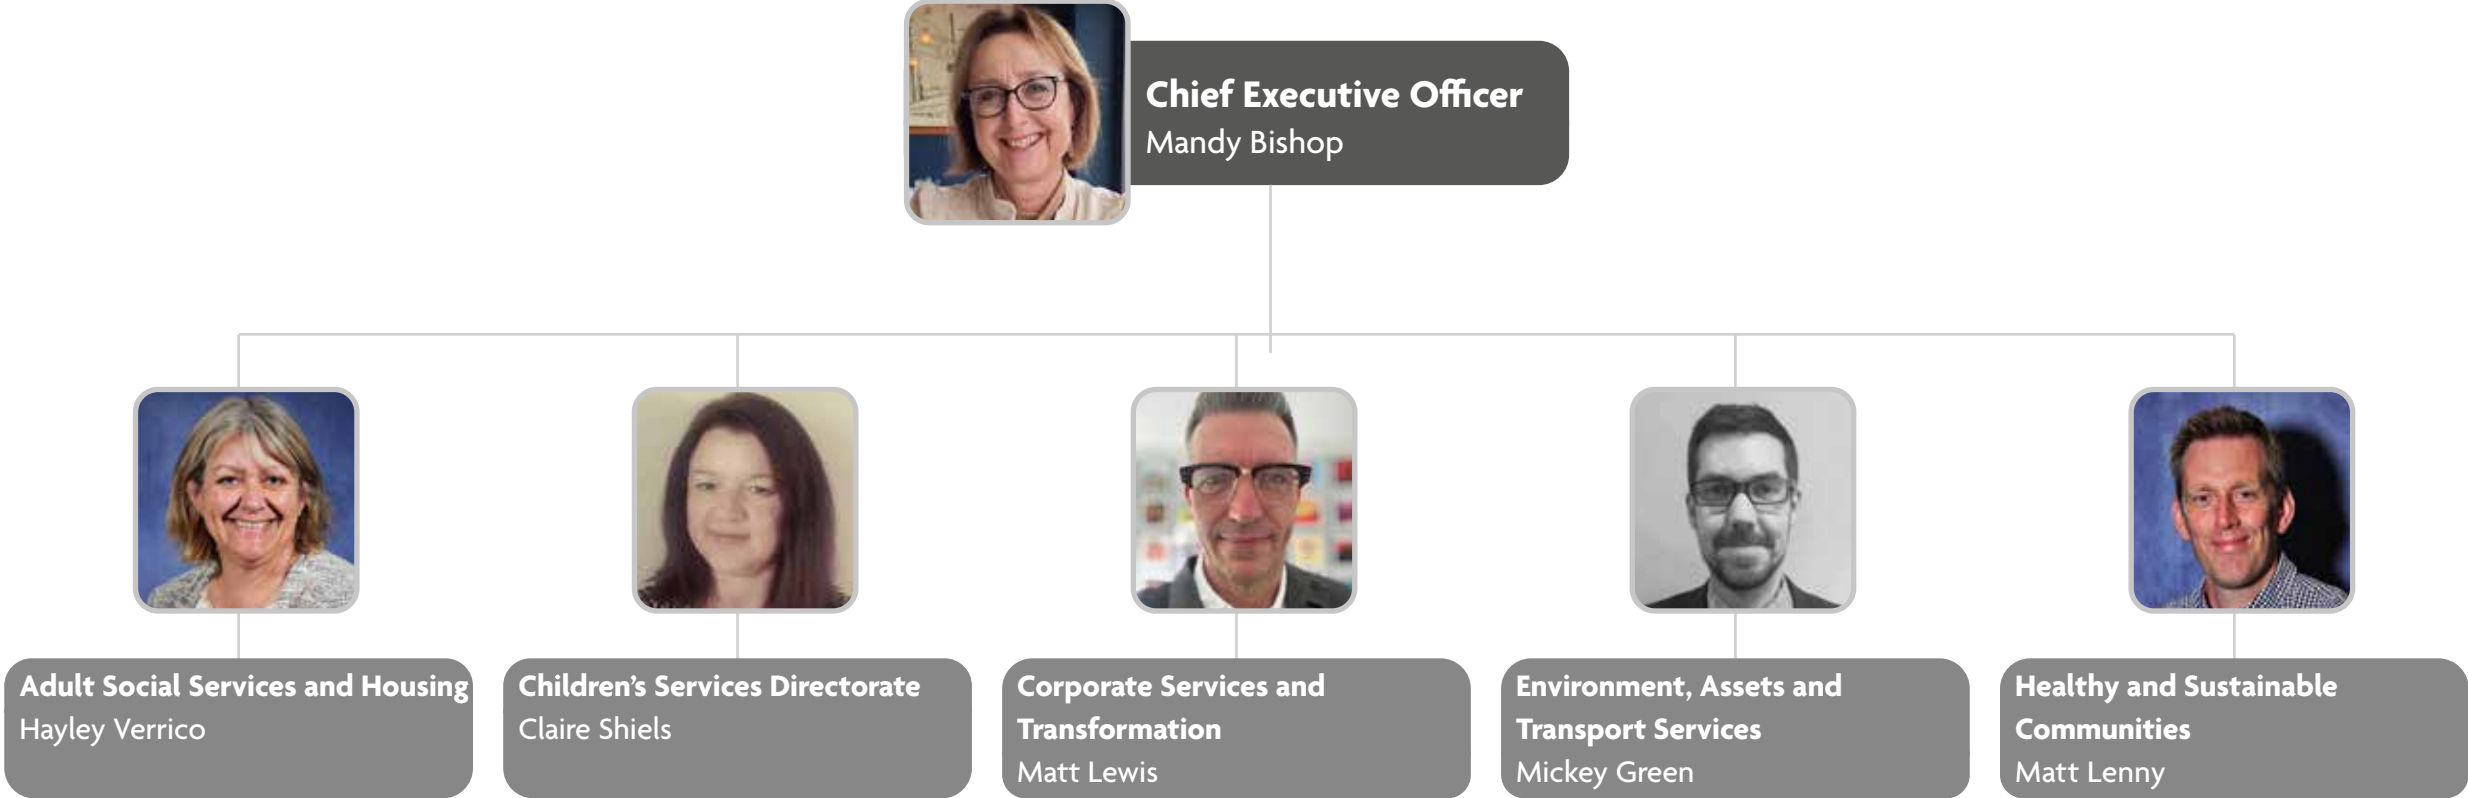 Chief Executive Officer
Mandy Bishop
Adult Social Services and Housing
Hayley Verrico
Children’s Services Directorate
Claire Shiels
Corporate Services and
Transformation
Matt Lewis
Environment, Assets and
Transport Services
Mickey Green
Healthy and Sustainable
Communities
Matt Lenny